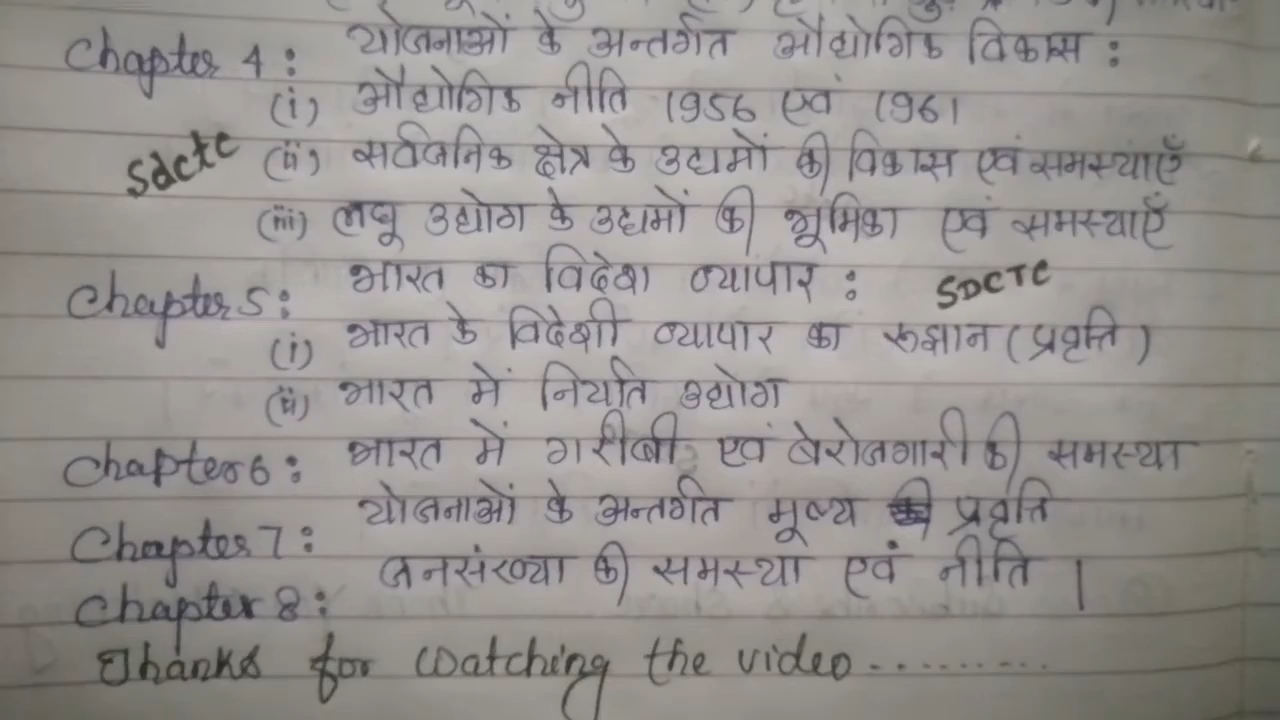 Chapter 4: योजनाओं के अन्तर्गत औद्योगिक विकास :
(i) औद्योगिक नीति 1956 एवं 1961
Sdctc (ii) सर्वजनिक क्षेत्र के उद्यमों की विकास एवं समस्याएँ
(iii) लघू उद्योग के उद्यमों की भूमिका एवं समस्याएँ
Chapter 5: भारत का विदेश व्यापार : SDCTC
(i) भारत के विदेशी व्यापार का रूझान (प्रवृत्ति)
(ii) भारत में निर्यात उद्योग
Chapter 6: भारत में गरीबी एवं बेरोजगारी की समस्या
Chapter 7: योजनाओं के अन्तर्गत मूल्य प्रवृत्ति
Chapter 8: जनसंख्या की समस्या एवं नीति |
Thanks for watching the video.........